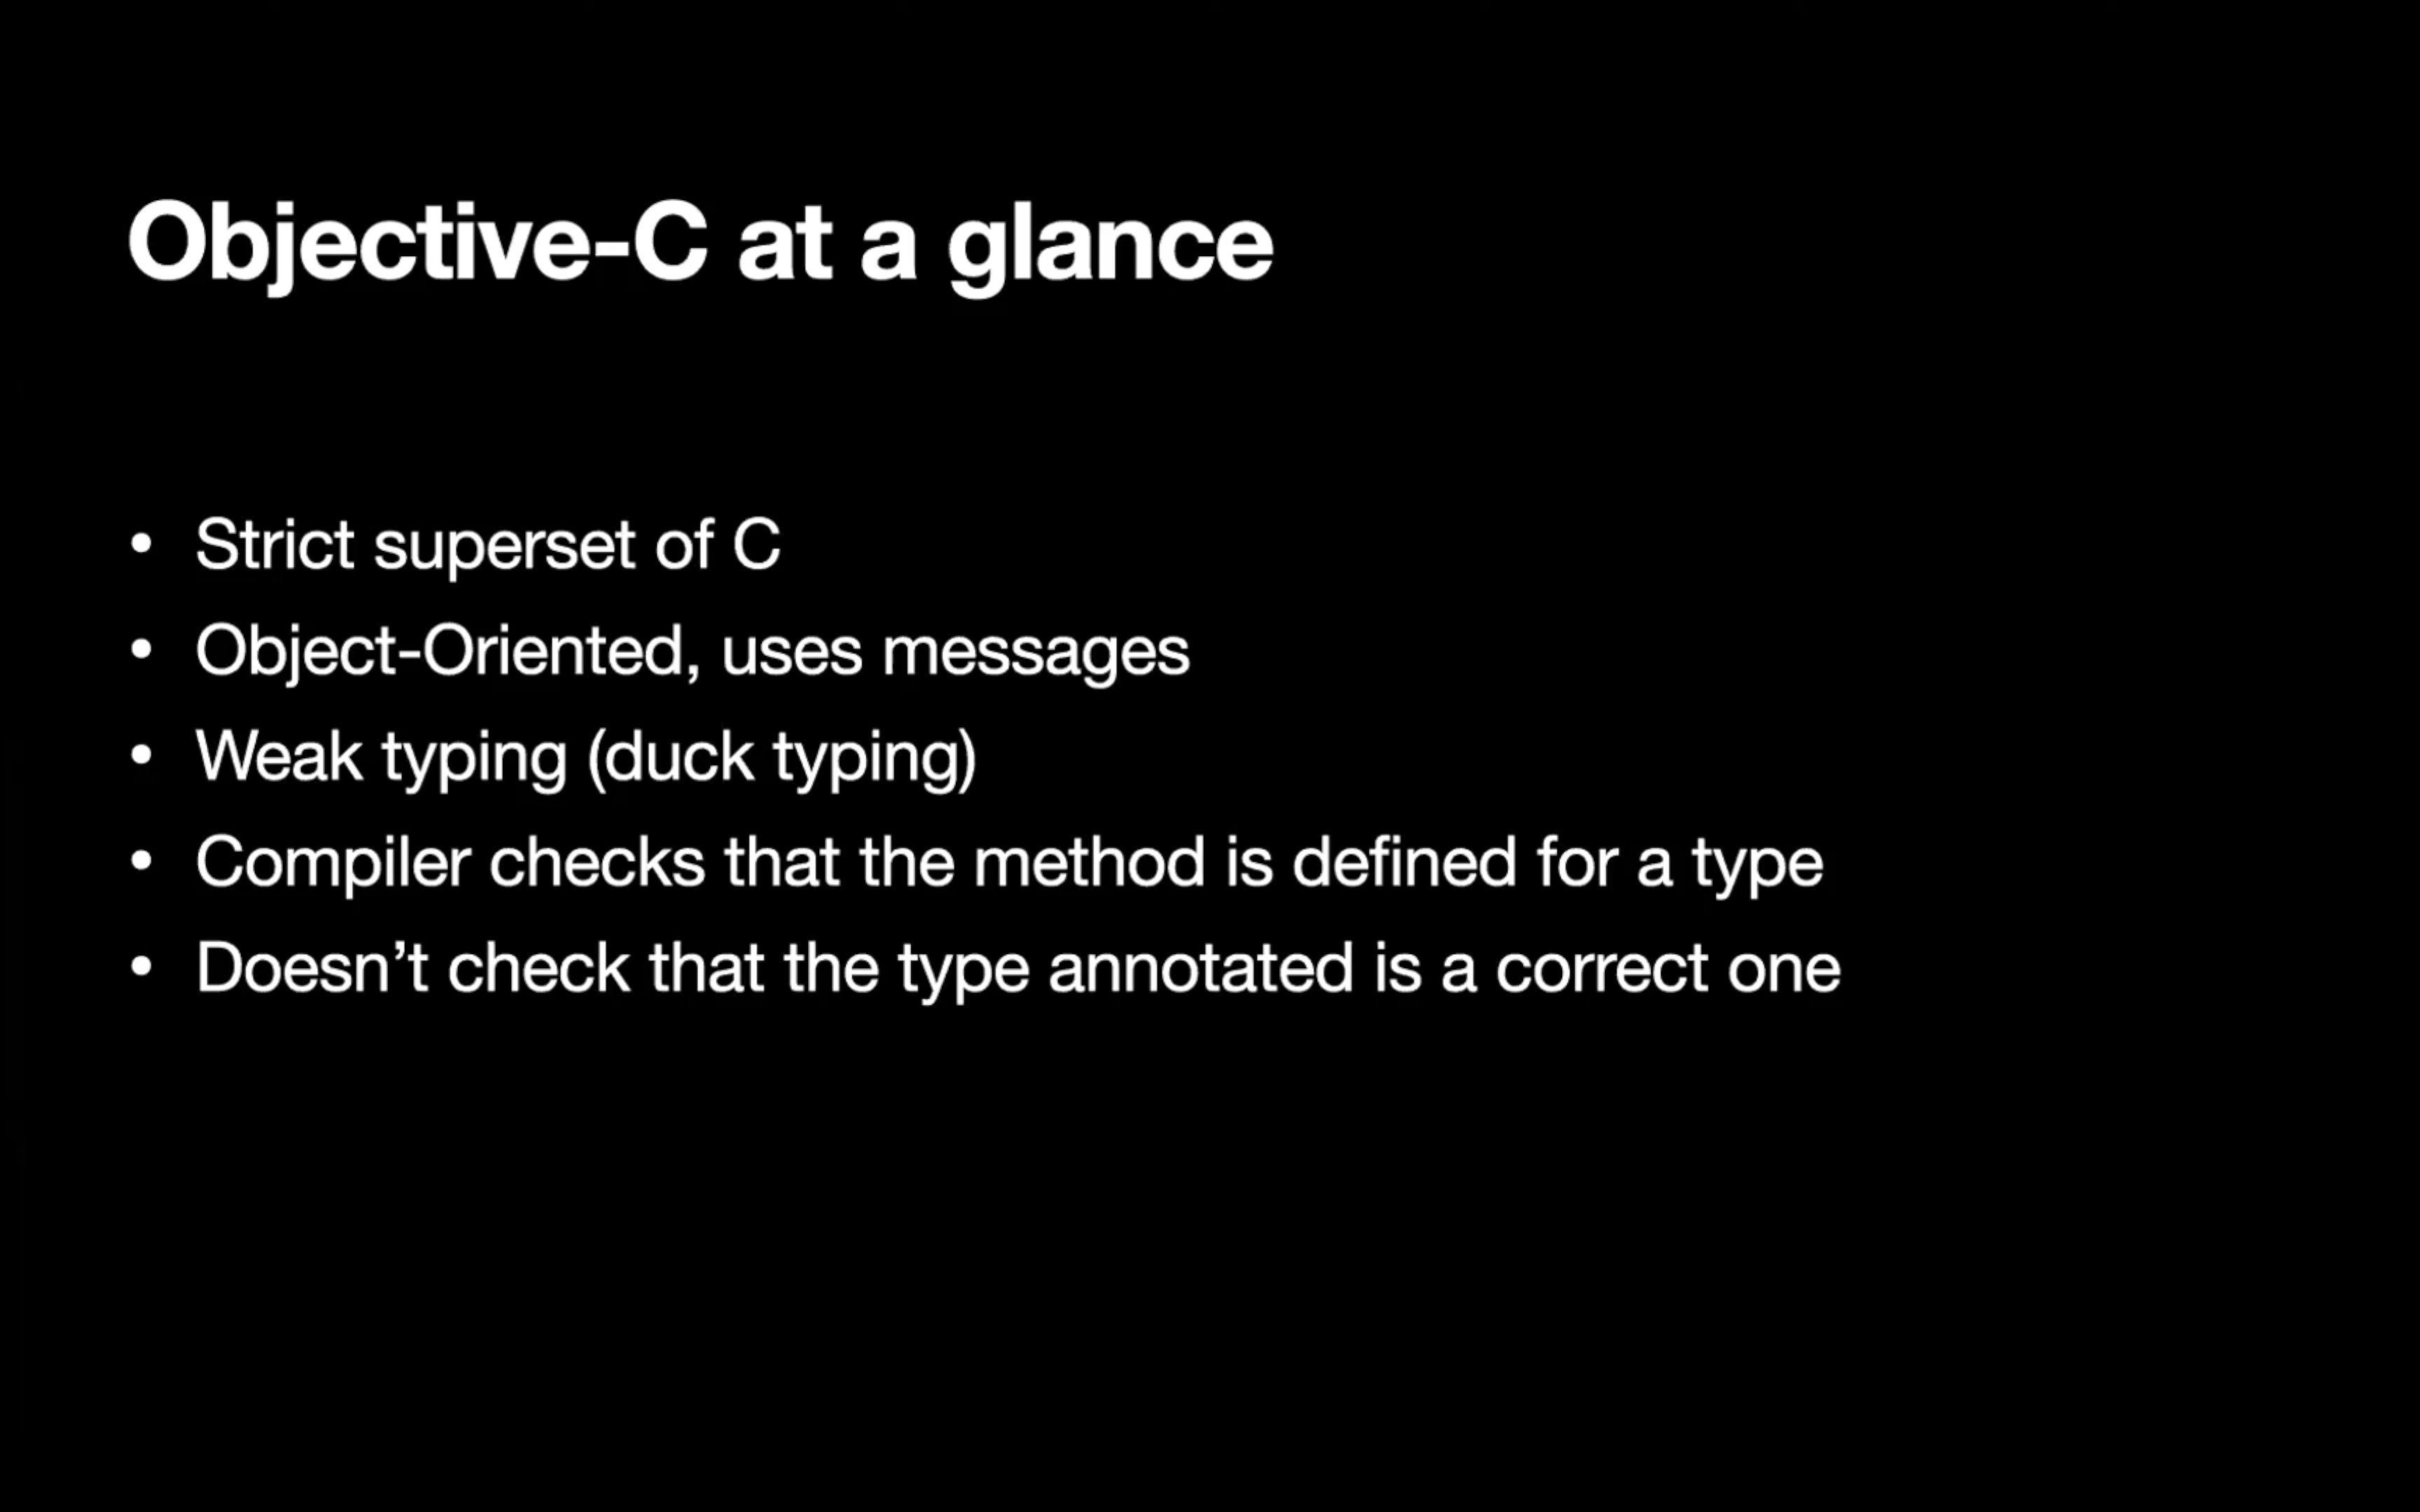 Objective-C at a glance
• Strict superset of C
• Object-Oriented, uses messages
• Weak typing (duck typing)
• Compiler checks that the method is defined for a type
• Doesn’t check that the type annotated is a correct one